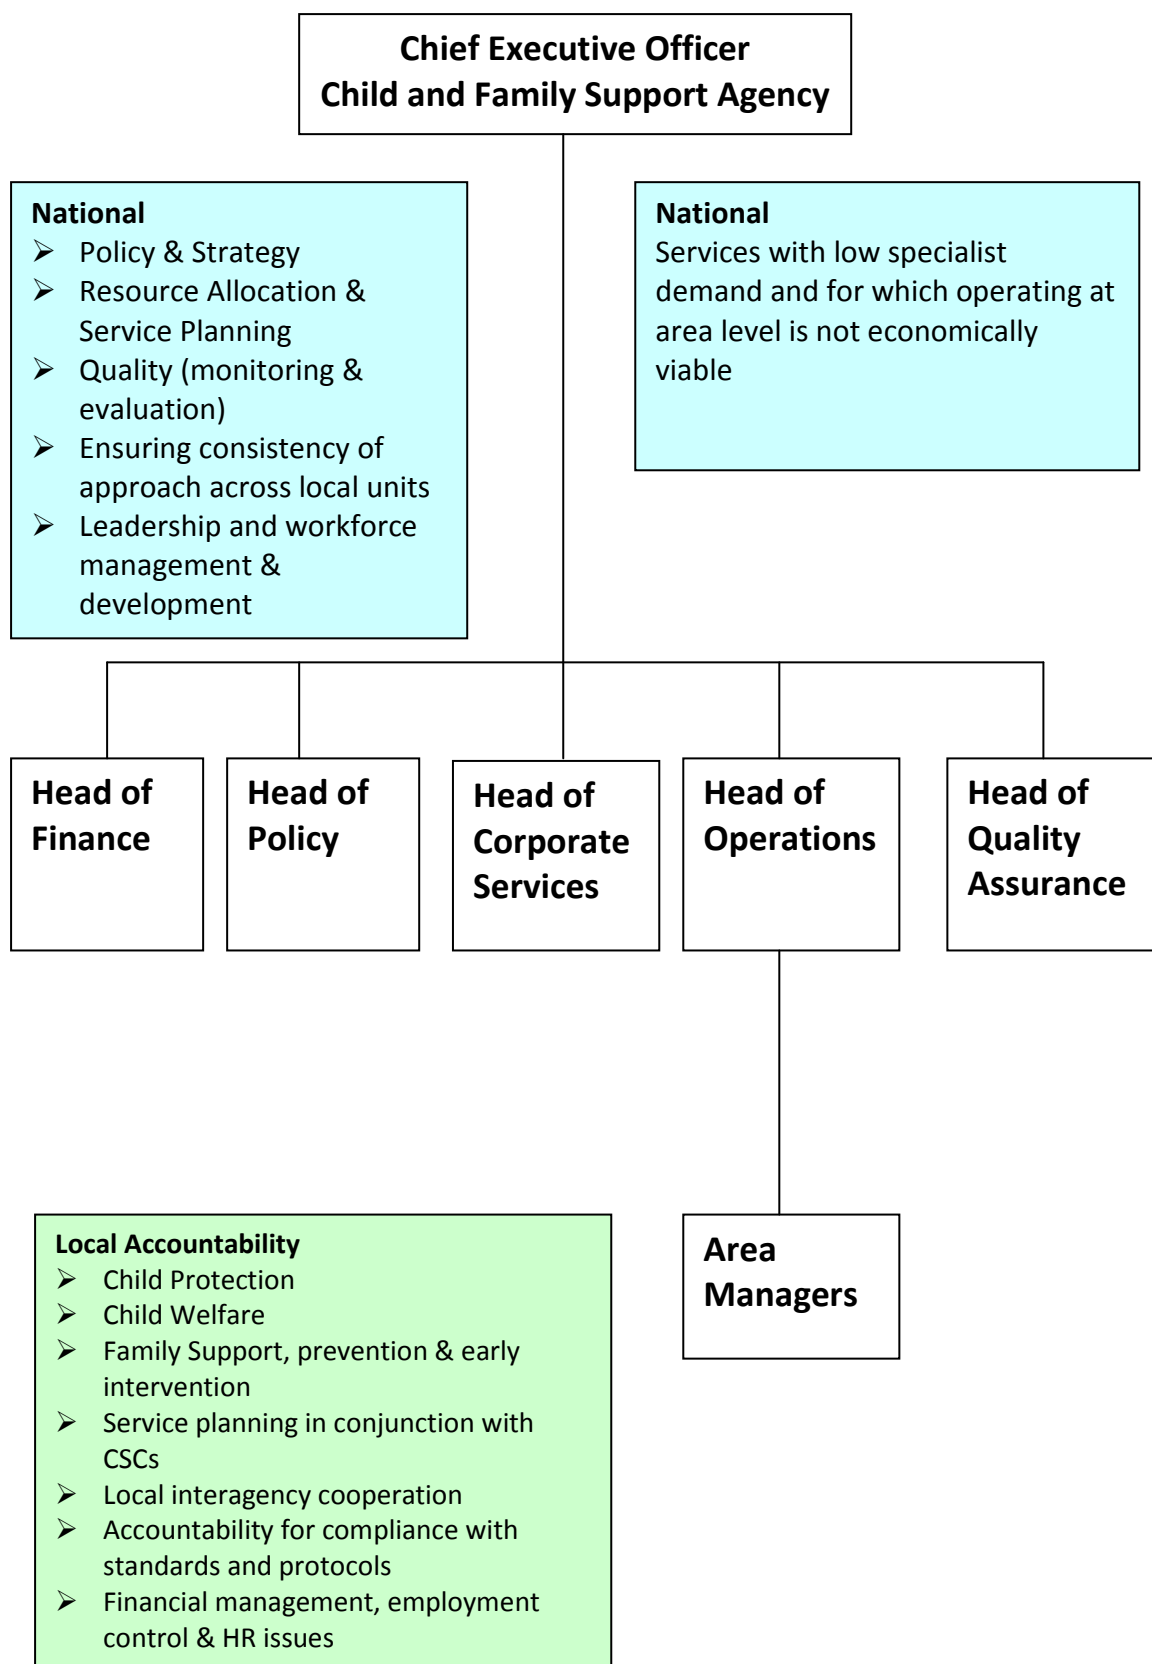 Chief Executive Officer
Child and Family Support Agency
National
➢ Policy & Strategy
➢ Resource Allocation &
Service Planning
➢ Quality (monitoring &
evaluation)
➢ Ensuring consistency of
approach across local units
➢ Leadership and workforce
management &
development
National
Services with low specialist
demand and for which operating at
area level is not economically
viable
Head of
Finance
Head of
Policy
Head of
Corporate
Services
Head of
Operations
Head of
Quality
Assurance
Local Accountability
➢ Child Protection
➢ Child Welfare
➢ Family Support, prevention & early
intervention
➢ Service planning in conjunction with
CSCs
➢ Local interagency cooperation
➢ Accountability for compliance with
standards and protocols
➢ Financial management, employment
control & HR issues
Area
Managers